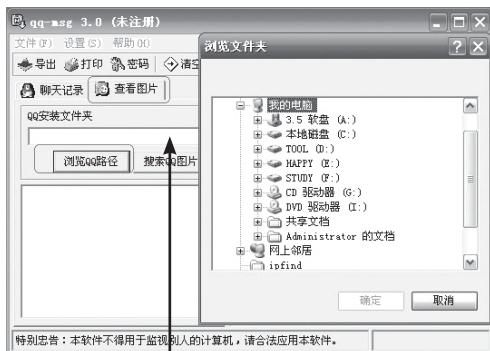 qq-msg 3.0 (未注册)
文件(F) 设置(S) 帮助(H)
导出 打印 密码 清空
聊天记录 查看图片
QQ安装文件夹
浏览QQ路径 搜索QQ图片
特别忠告：本软件不得用于监视别人的计算机，请合法应用本软件。
浏览文件夹
我的电脑
3.5 软盘 (A:)
本地磁盘 (C:)
TOOL (D:)
HAPPY (E:)
STUDY (F:)
CD 驱动器 (G:)
DVD 驱动器 (I:)
共享文档
Administrator 的文档
网上邻居
ipfind
确定 取消